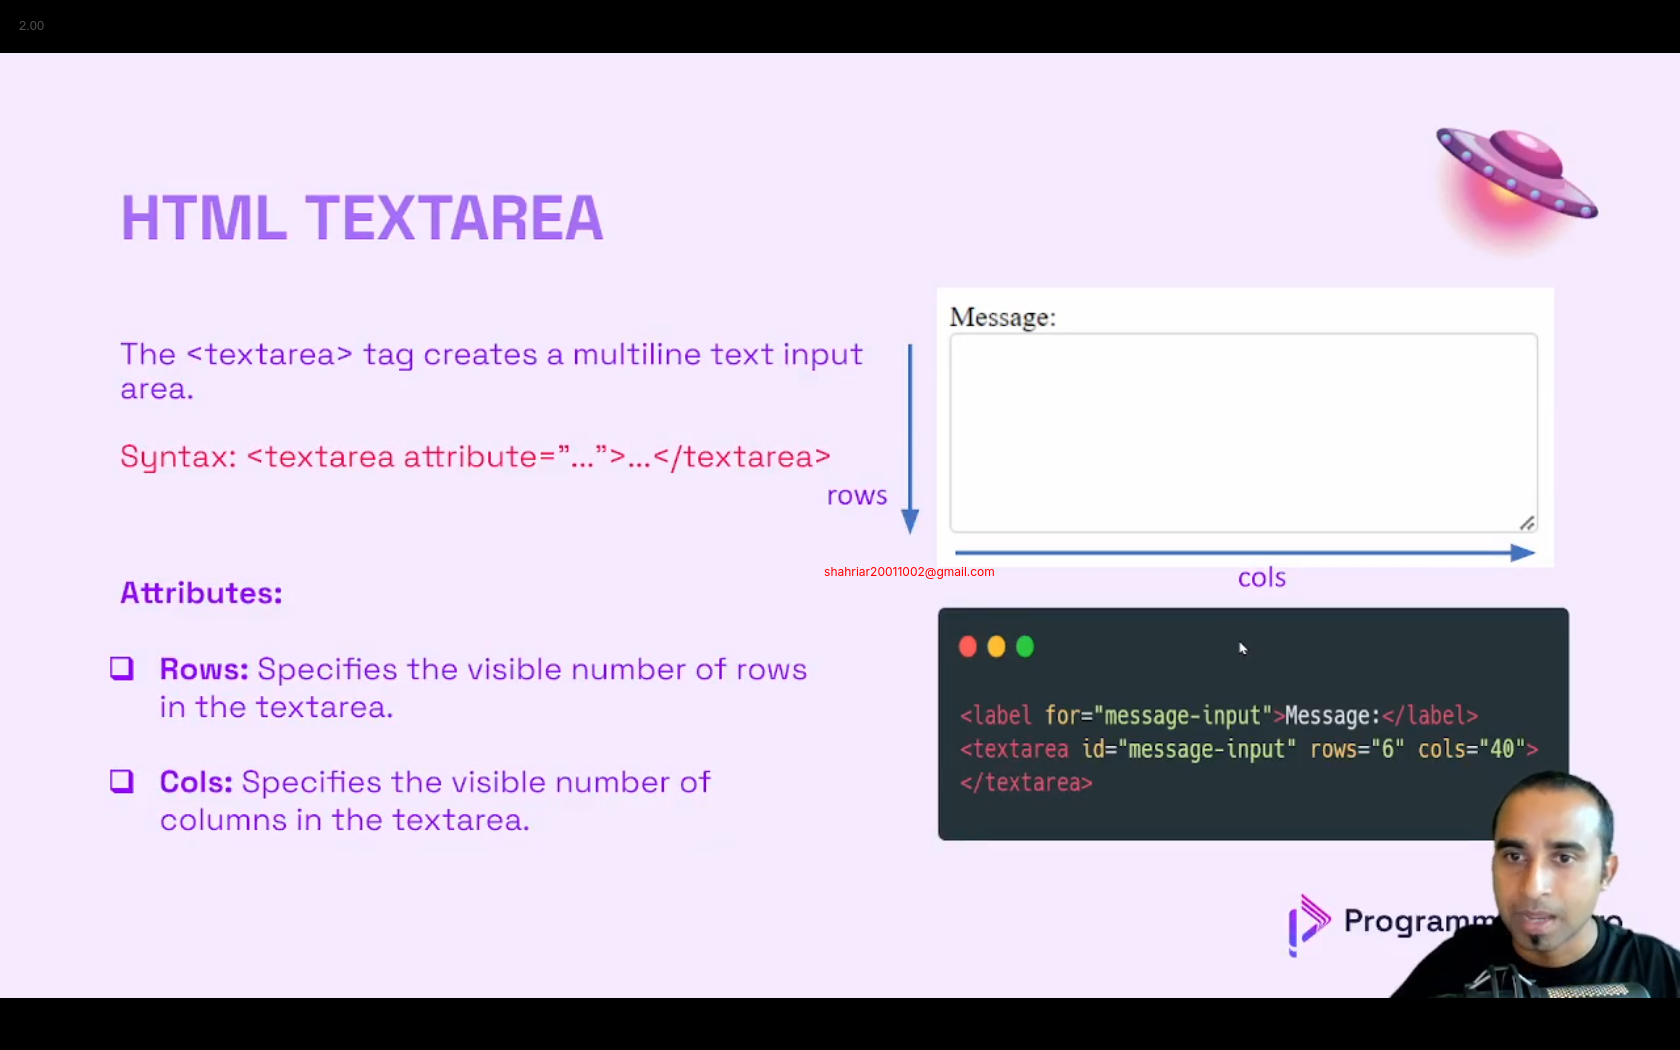 2.00
HTML TEXTAREA
The <textarea> tag creates a multiline text input
area.
Syntax: <textarea attribute="...">...</textarea>
rows
Message:
cols
shahriar20011002@gmail.com
Attributes:
❑ Rows: Specifies the visible number of rows
in the textarea.
❑ Cols: Specifies the visible number of
columns in the textarea.
<label for="message-input">Message:</label>
<textarea id="message-input" rows="6" cols="40">
</textarea>